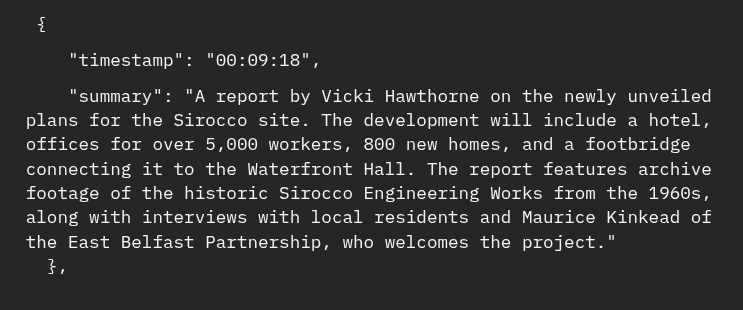 {
"timestamp": "00:09:18",
"summary": "A report by Vicki Hawthorne on the newly unveiled
plans for the Sirocco site. The development will include a hotel,
offices for over 5,000 workers, 800 new homes, and a footbridge
connecting it to the Waterfront Hall. The report features archive
footage of the historic Sirocco Engineering Works from the 1960s,
along with interviews with local residents and Maurice Kinkead of
the East Belfast Partnership, who welcomes the project."
},